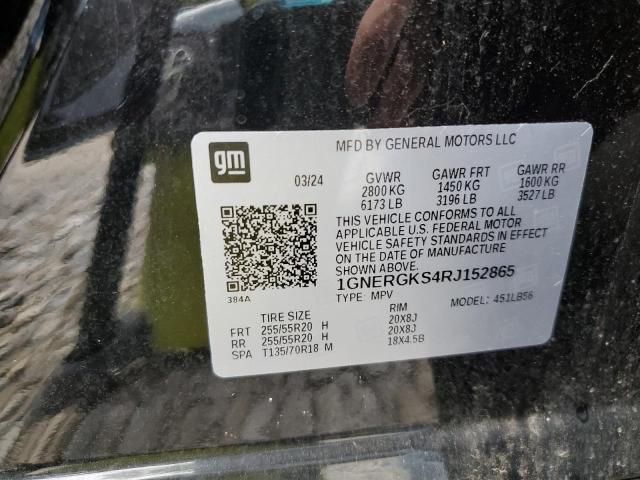 MFD BY GENERAL MOTORS LLC
gm
03/24 GVWR GAWR FRT GAWR RR
2800 KG 1450 KG 1600 KG
6173 LB 3196 LB 3527 LB
THIS VEHICLE CONFORMS TO ALL
APPLICABLE U.S. FEDERAL MOTOR
VEHICLE SAFETY STANDARDS IN EFFECT
ON THE DATE OF MANUFACTURE
SHOWN ABOVE.
1GNERGKS4RJ152865
384A TYPE: MPV MODEL: 451LB56
TIRE SIZE RIM
FRT 255/55R20 H 20X8J
RR 255/55R20 H 20X8J
SPA T135/70R18 M 18X4.5B